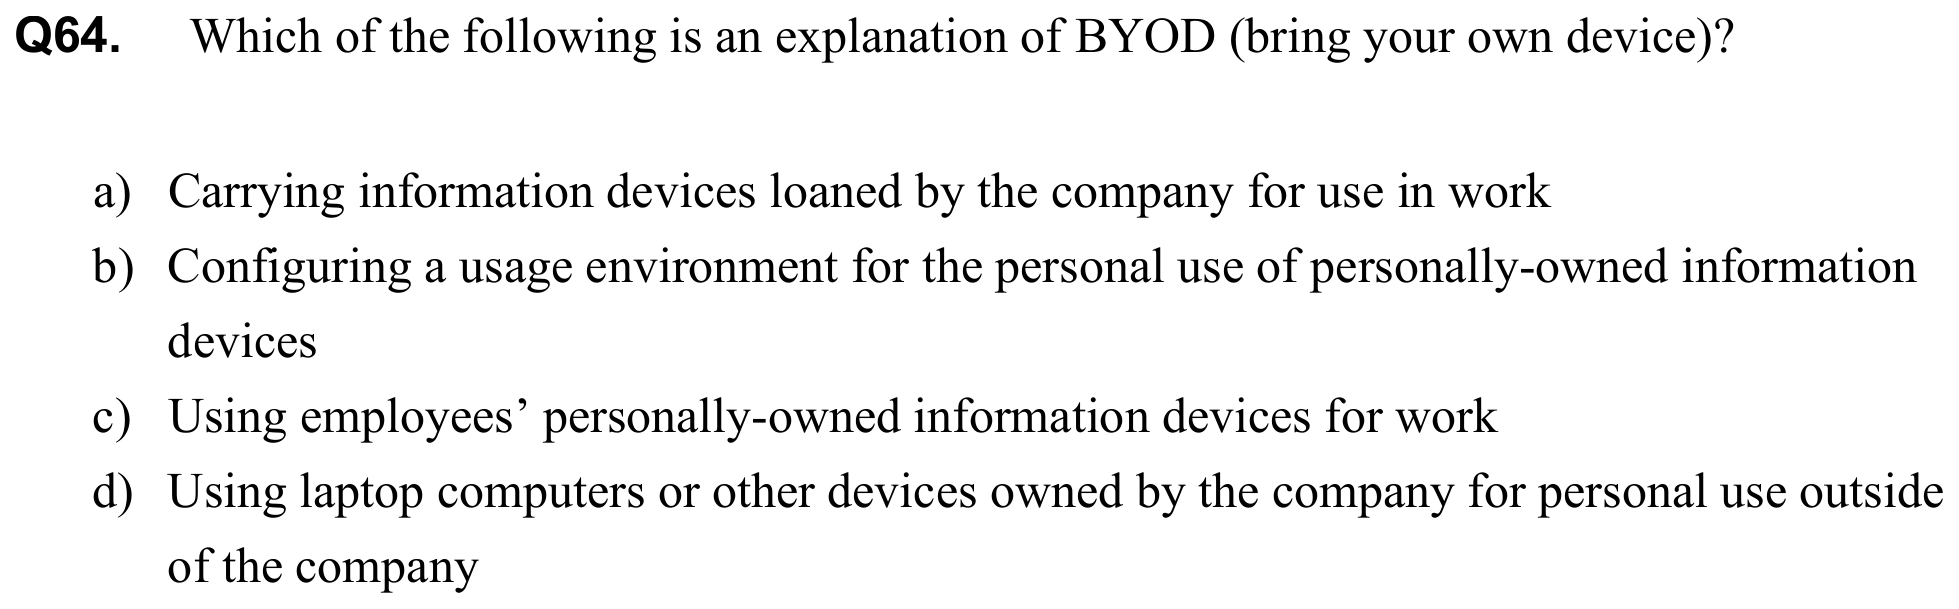 Q64. Which of the following is an explanation of BYOD (bring your own device)?
a) Carrying information devices loaned by the company for use in work
b) Configuring a usage environment for the personal use of personally-owned information
devices
c) Using employees’ personally-owned information devices for work
d) Using laptop computers or other devices owned by the company for personal use outside
of the company